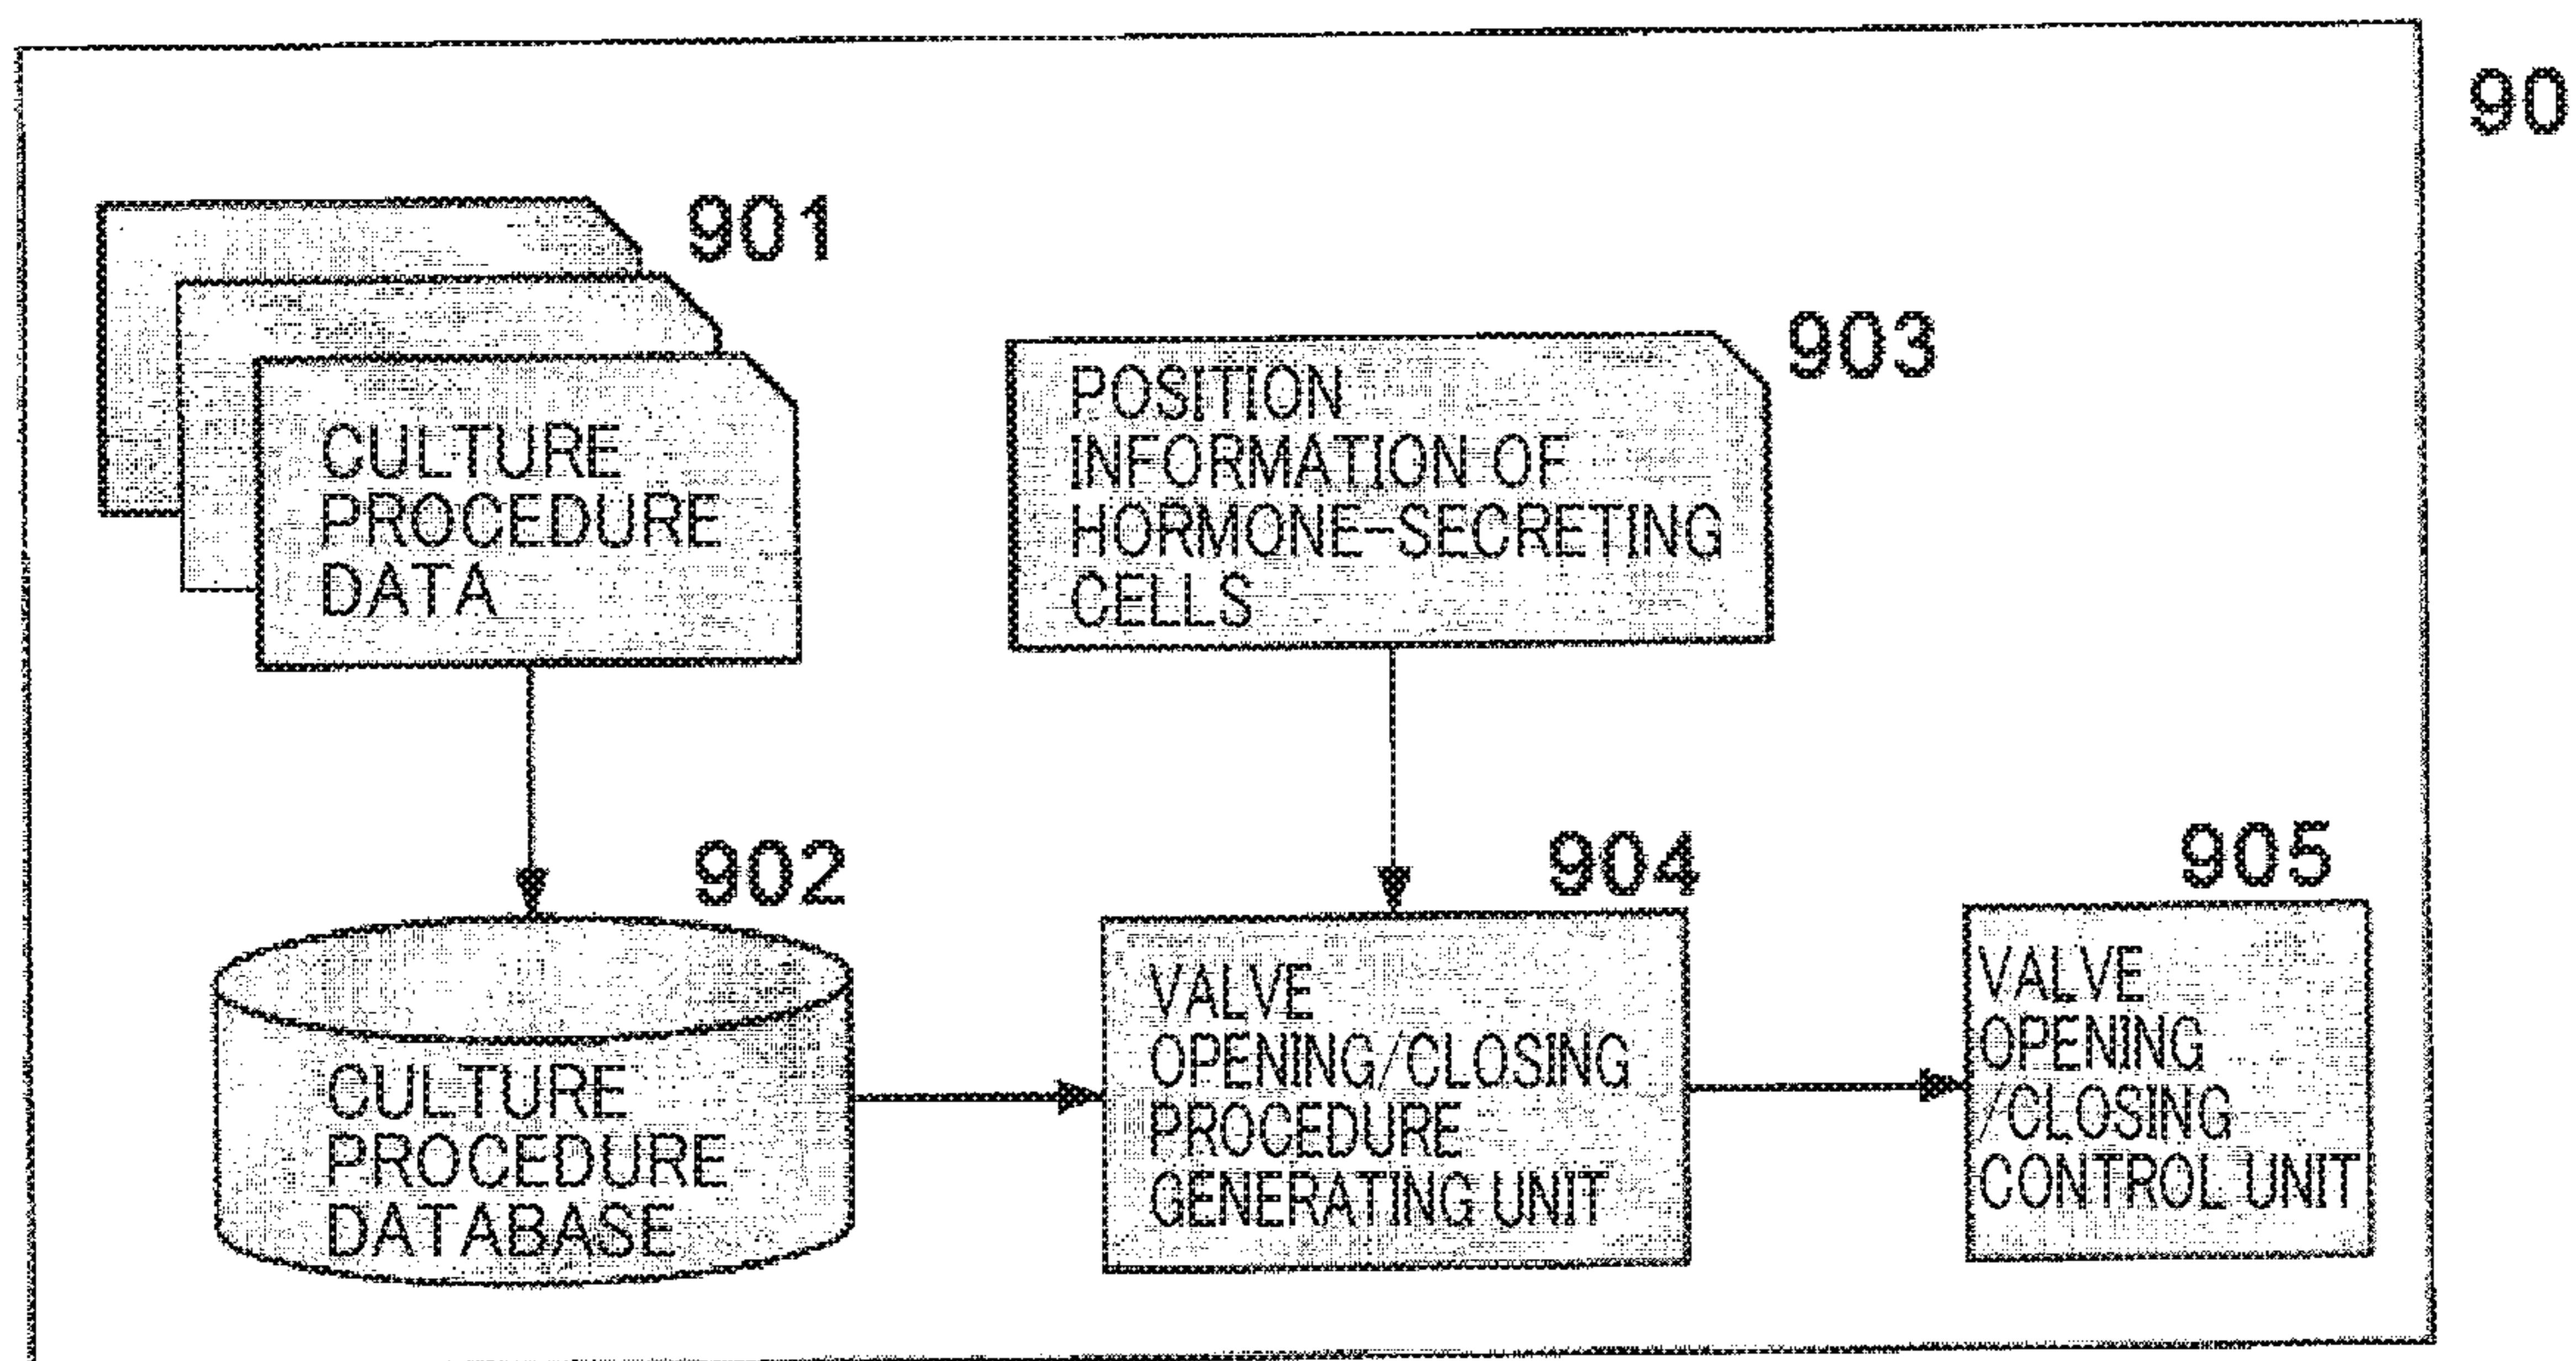 90
901
CULTURE
PROCEDURE
DATA
903
POSITION
INFORMATION OF
HORMONE-SECRETING
CELLS
902
CULTURE
PROCEDURE
DATABASE
904
VALVE
OPENING/CLOSING
PROCEDURE
GENERATING UNIT
905
VALVE
OPENING
/CLOSING
CONTROL UNIT